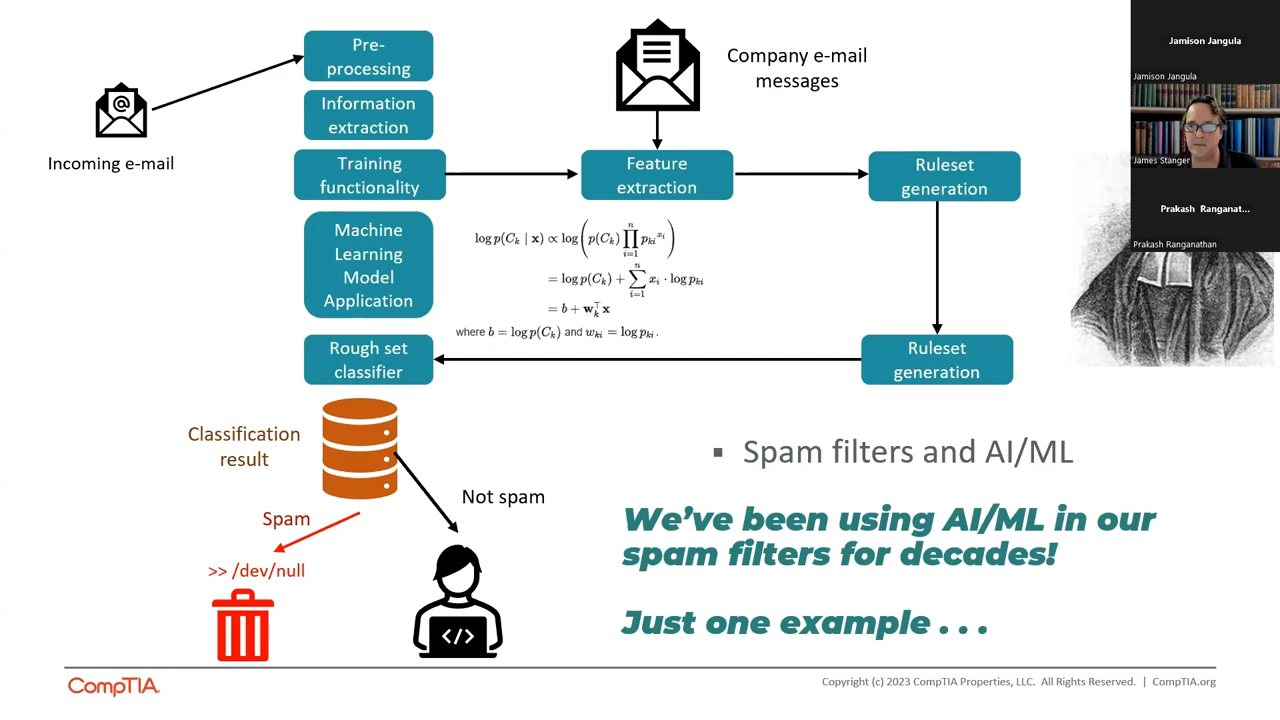 Pre-
processing
Incoming e-mail
Information
extraction
Training
functionality
Machine
Learning
Model
Application
Rough set
classifier
Company e-mail
messages
Feature
extraction
Ruleset
generation
log p(C_k | x) ∝ log( p(C_k) ∏_{i=1}^{n} p_{ki}^{x_i} )
= log p(C_k) + ∑_{i=1}^{n} x_i · log p_{ki}
= b + w_k^⊤ x
where b = log p(C_k) and w_{ki} = log p_{ki}.
Ruleset
generation
Classification
result
Spam
>> /dev/null
Not spam
</>
▪ Spam filters and AI/ML
We’ve been using AI/ML in our
spam filters for decades!
Just one example . . .
Jamison Jangula
Jamison Jangula
James Stanger
Prakash Ranganat...
Prakash Ranganathan
CompTIA.
Copyright (c) 2023 CompTIA Properties, LLC. All Rights Reserved. | CompTIA.org